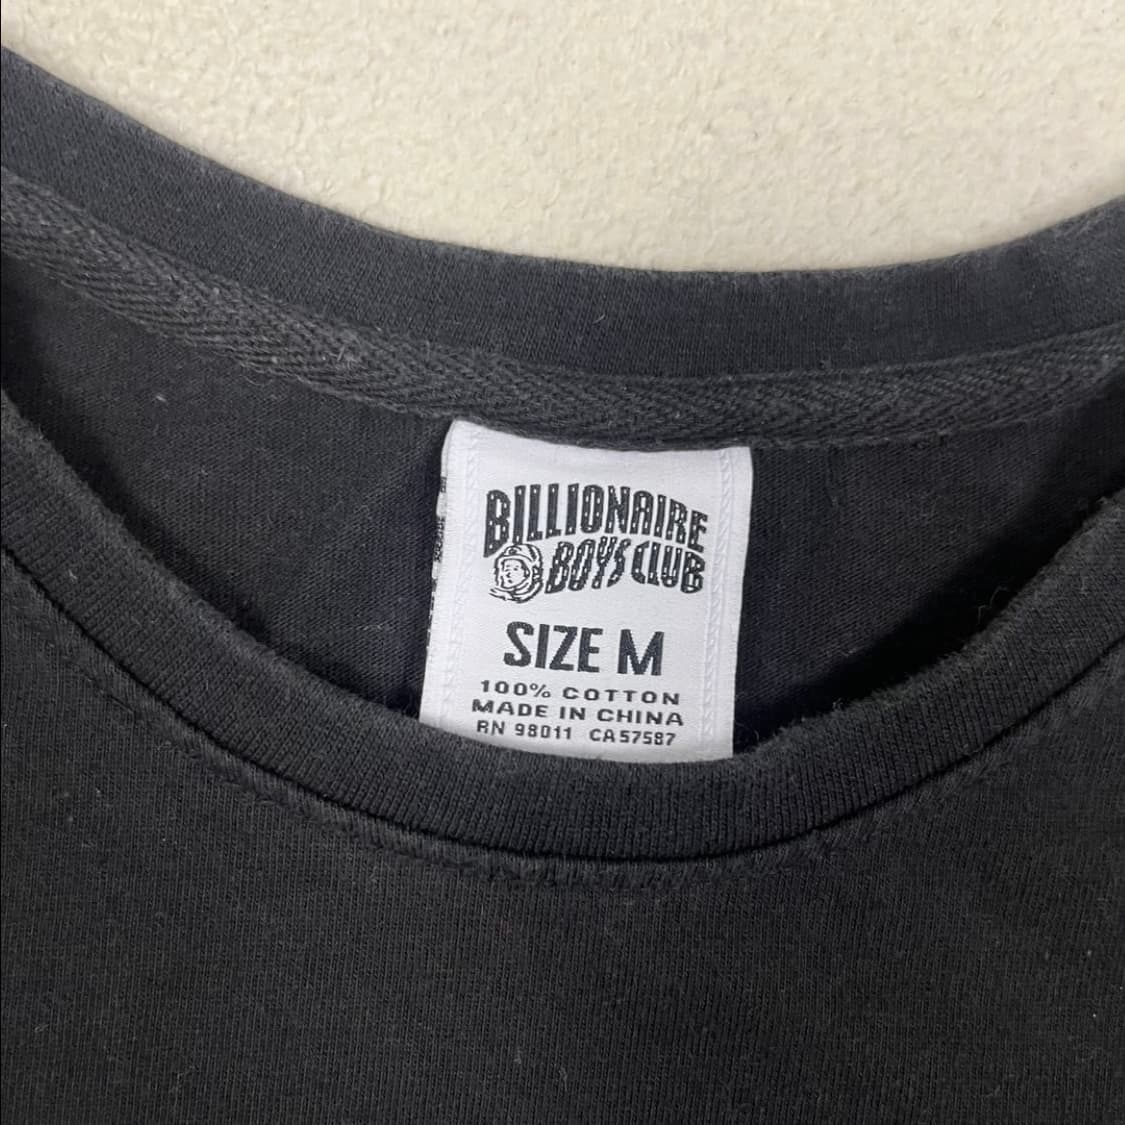 BILLIONAIRE
BOYS CLUB
SIZE M
100% COTTON
MADE IN CHINA
RN 98011 CA57587